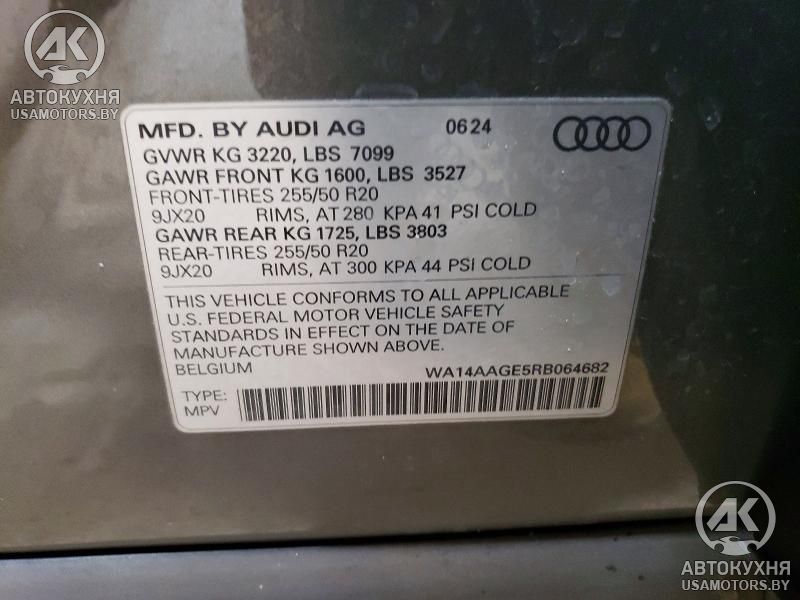 AK
АВТОКУХНЯ
USAMOTORS.BY
MFD. BY AUDI AG 0624
GVWR KG 3220, LBS 7099
GAWR FRONT KG 1600, LBS 3527
FRONT-TIRES 255/50 R20
9JX20 RIMS, AT 280 KPA 41 PSI COLD
GAWR REAR KG 1725, LBS 3803
REAR-TIRES 255/50 R20
9JX20 RIMS, AT 300 KPA 44 PSI COLD
THIS VEHICLE CONFORMS TO ALL APPLICABLE
U.S. FEDERAL MOTOR VEHICLE SAFETY
STANDARDS IN EFFECT ON THE DATE OF
MANUFACTURE SHOWN ABOVE.
BELGIUM WA14AAGE5RB064682
TYPE:
MPV
AK
АВТОКУХНЯ
USAMOTORS.BY